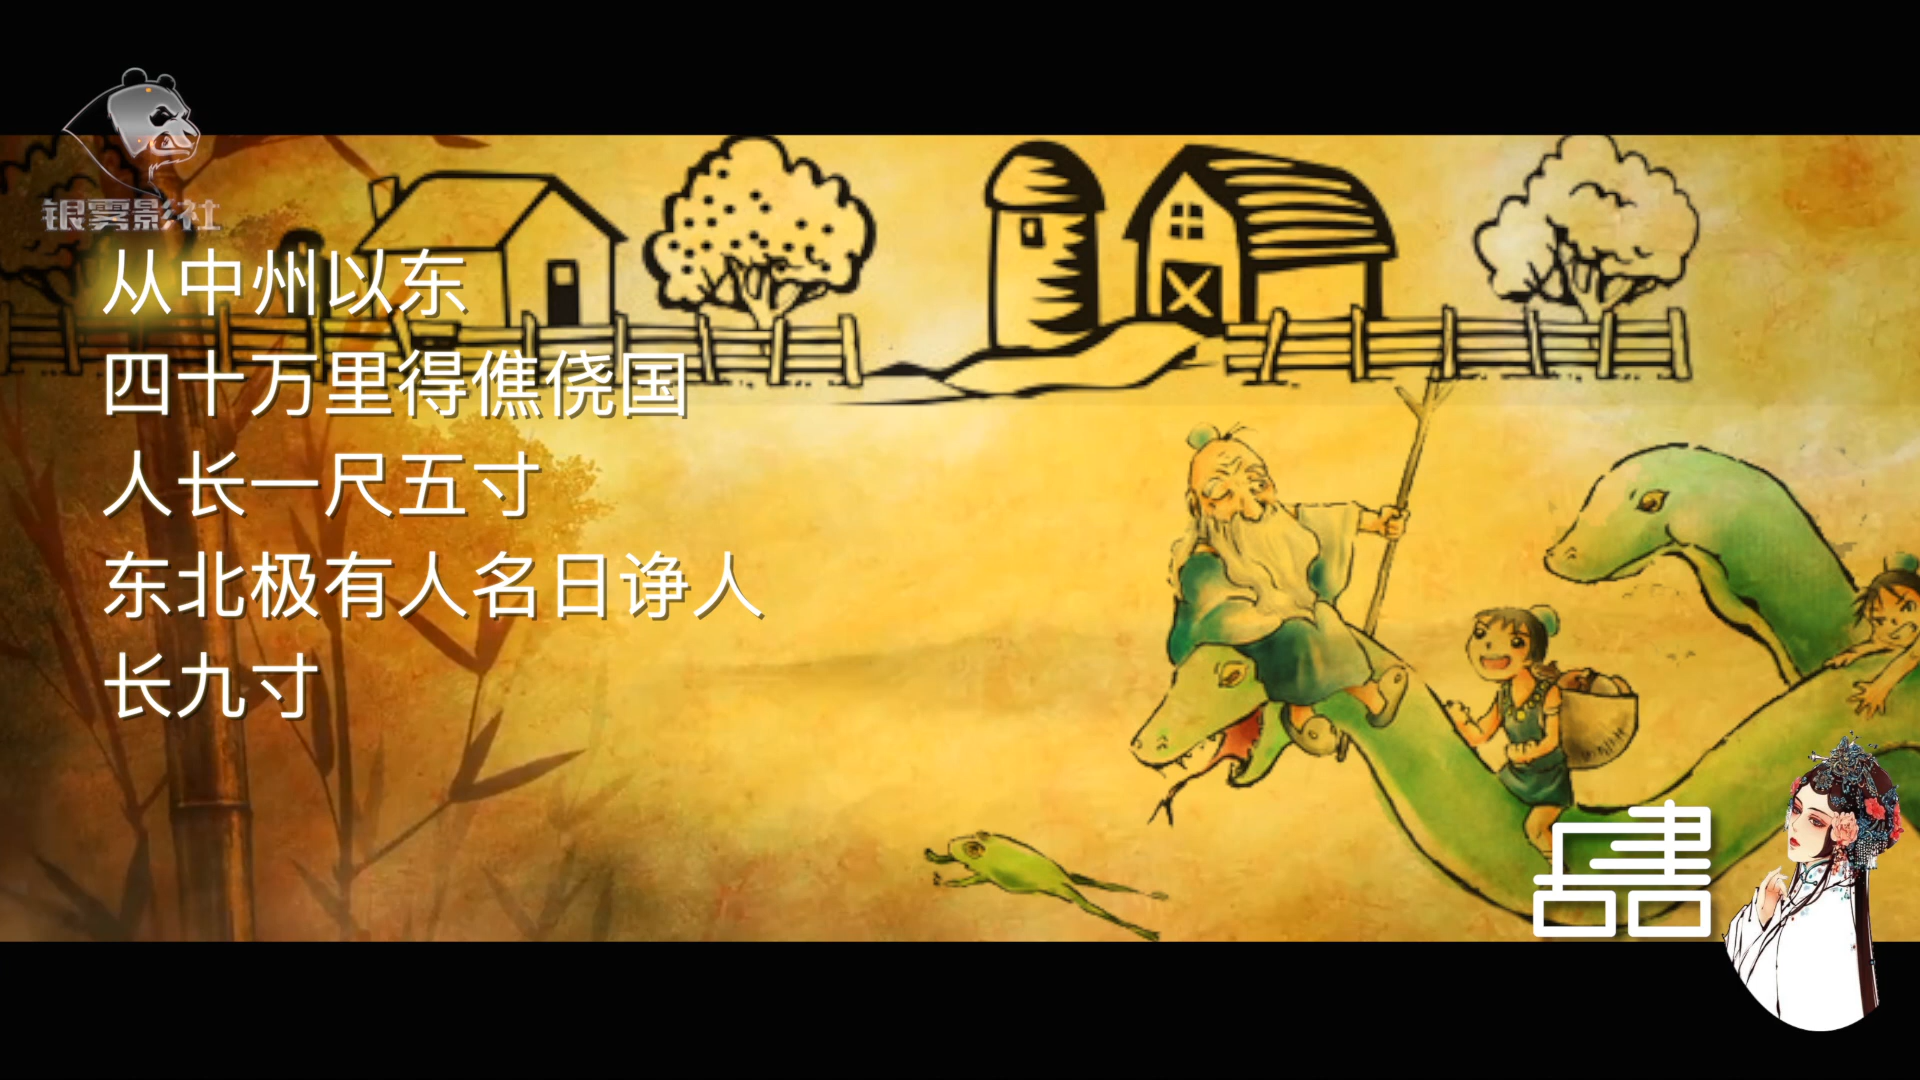 银雾影社
从中州以东
四十万里得僬侥国
人长一尺五寸
东北极有人名日诤人
长九寸